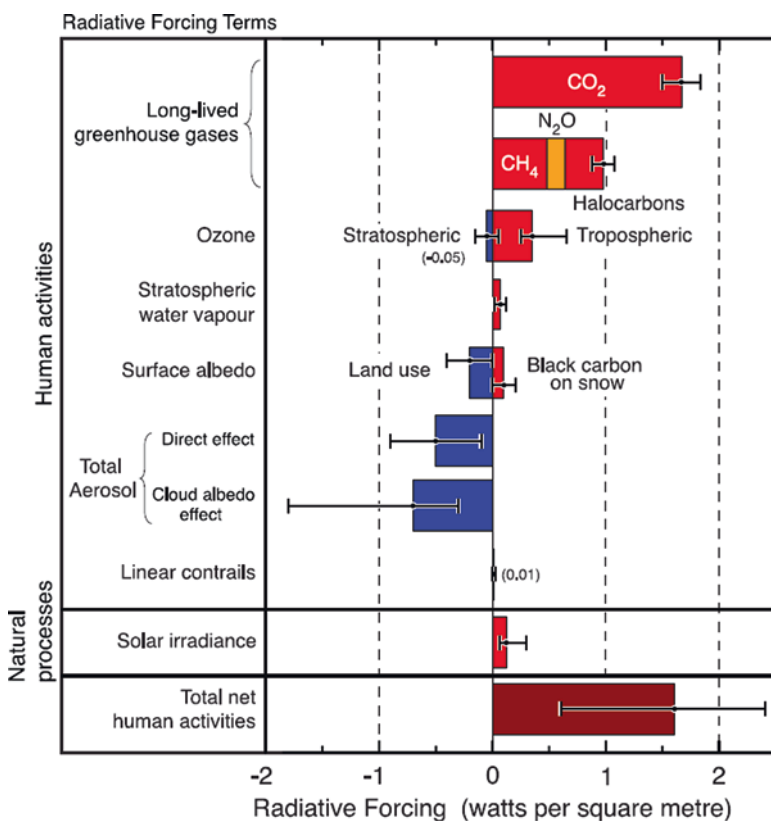 Radiative Forcing Terms
Long-lived
greenhouse gases
CO2
N2O
CH4
Halocarbons
Human activities
Ozone
Stratospheric
(-0.05)
Tropospheric
Stratospheric
water vapour
Surface albedo
Land use
Black carbon
on snow
Total
Aerosol
Direct effect
Cloud albedo
effect
Linear contrails
(0.01)
Natural
processes
Solar irradiance
Total net
human activities
-2 -1 0 1 2
Radiative Forcing (watts per square metre)